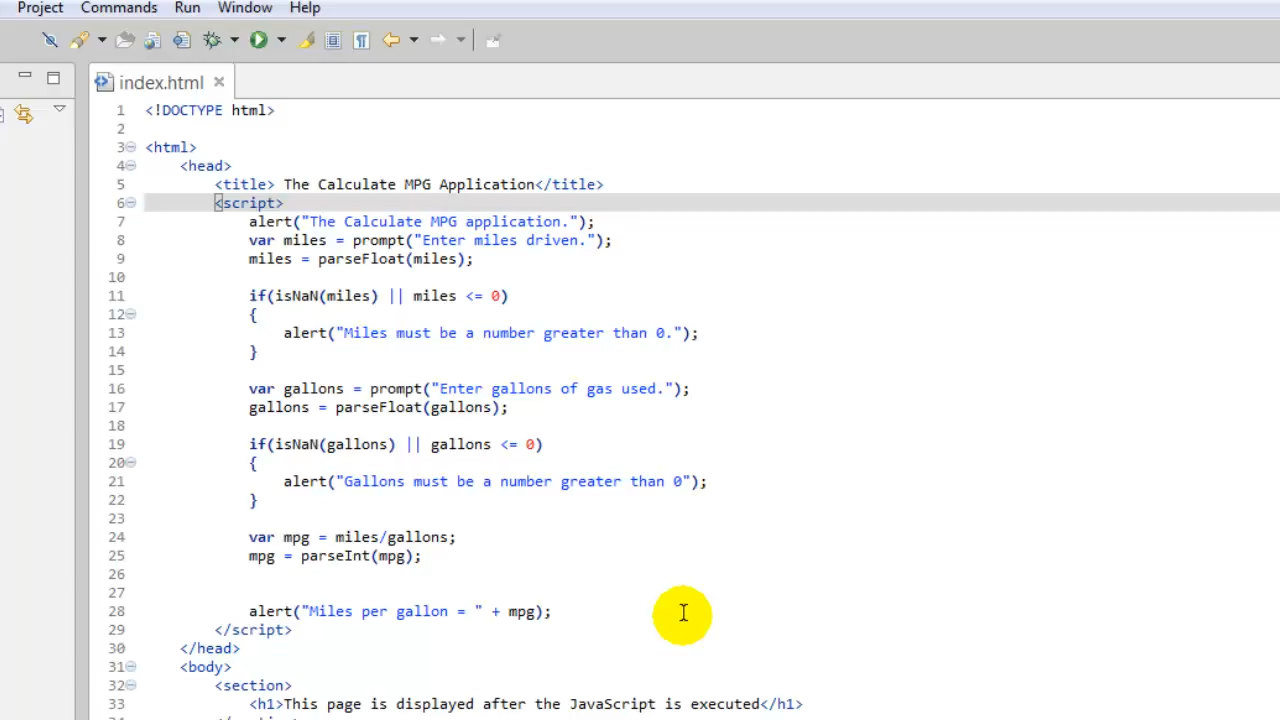 Project Commands Run Window Help
index.html
1 <!DOCTYPE html>
2
3 <html>
4 <head>
5 <title> The Calculate MPG Application</title>
6 <script>
7 alert("The Calculate MPG application.");
8 var miles = prompt("Enter miles driven.");
9 miles = parseFloat(miles);
10
11 if(isNaN(miles) || miles <= 0)
12 {
13 alert("Miles must be a number greater than 0.");
14 }
15
16 var gallons = prompt("Enter gallons of gas used.");
17 gallons = parseFloat(gallons);
18
19 if(isNaN(gallons) || gallons <= 0)
20 {
21 alert("Gallons must be a number greater than 0");
22 }
23
24 var mpg = miles/gallons;
25 mpg = parseInt(mpg);
26
27
28 alert("Miles per gallon = " + mpg);
29 </script>
30 </head>
31 <body>
32 <section>
33 <h1>This page is displayed after the JavaScript is executed</h1>